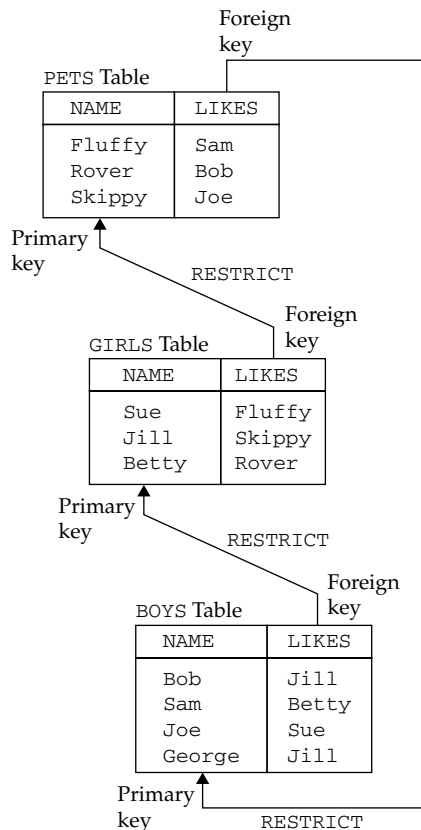 Foreign
key
PETS Table
NAME LIKES
Fluffy Sam
Rover Bob
Skippy Joe
Primary
key
RESTRICT
Foreign
key
GIRLS Table
NAME LIKES
Sue Fluffy
Jill Skippy
Betty Rover
Primary
key
RESTRICT
Foreign
key
BOYS Table
NAME LIKES
Bob Jill
Sam Betty
Joe Sue
George Jill
Primary
key
RESTRICT